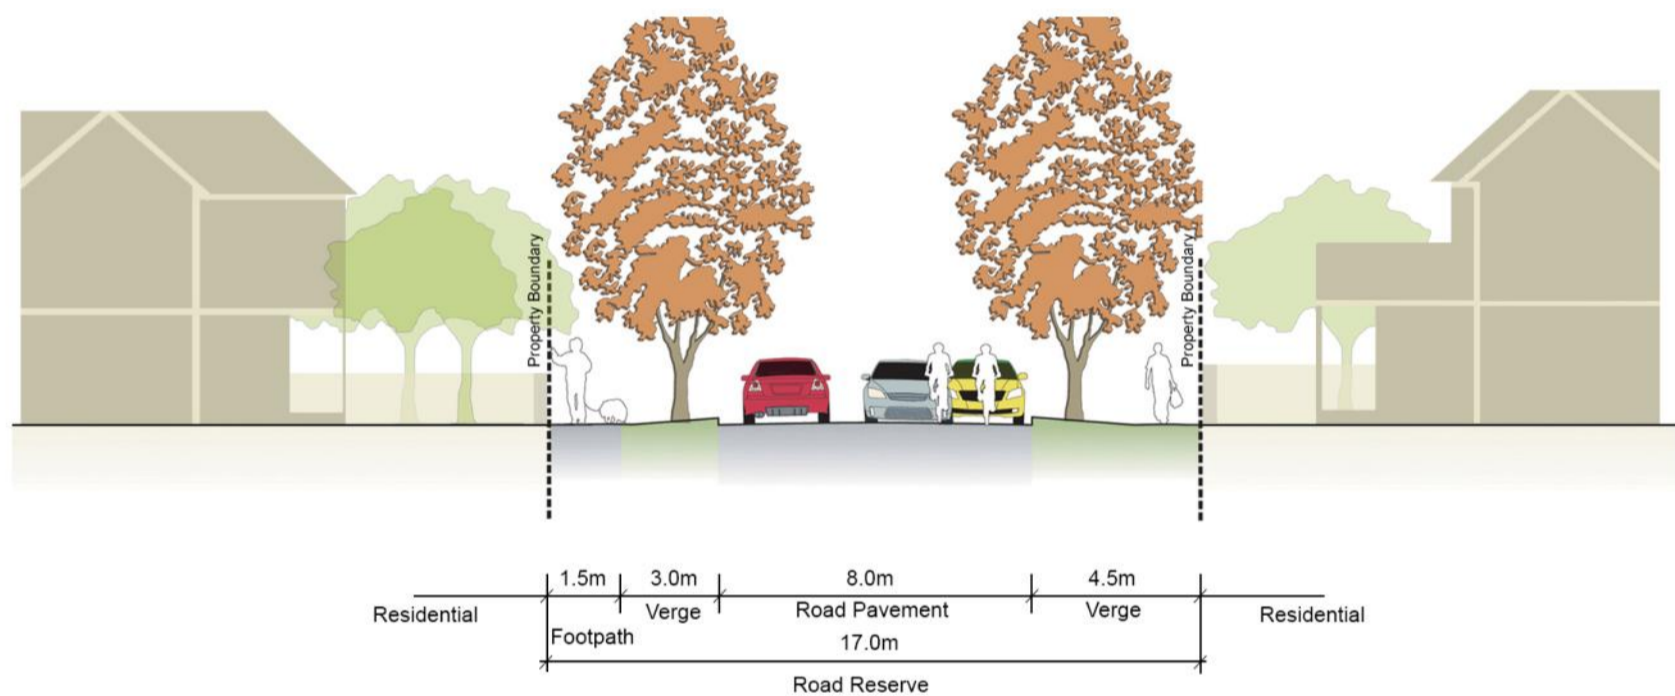 Property Boundary
Property Boundary
1.5m 3.0m 8.0m 4.5m
Residential Verge Road Pavement Verge Residential
Footpath
17.0m
Road Reserve